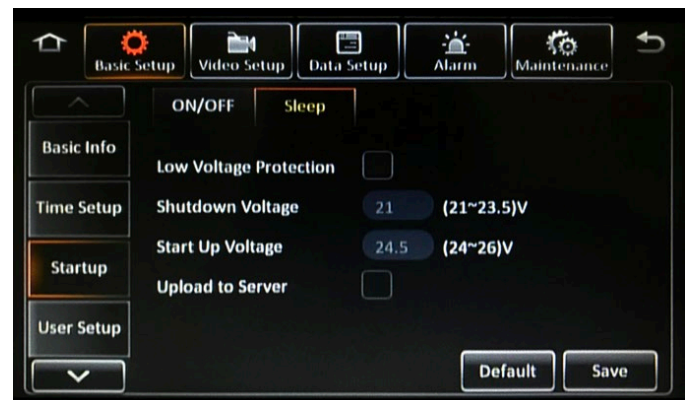 Basic Setup
Video Setup
Data Setup
Alarm
Maintenance
ON/OFF
Sleep
Basic Info
Time Setup
Startup
User Setup
Low Voltage Protection
Shutdown Voltage 21 (21~23.5)V
Start Up Voltage 24.5 (24~26)V
Upload to Server
Default
Save